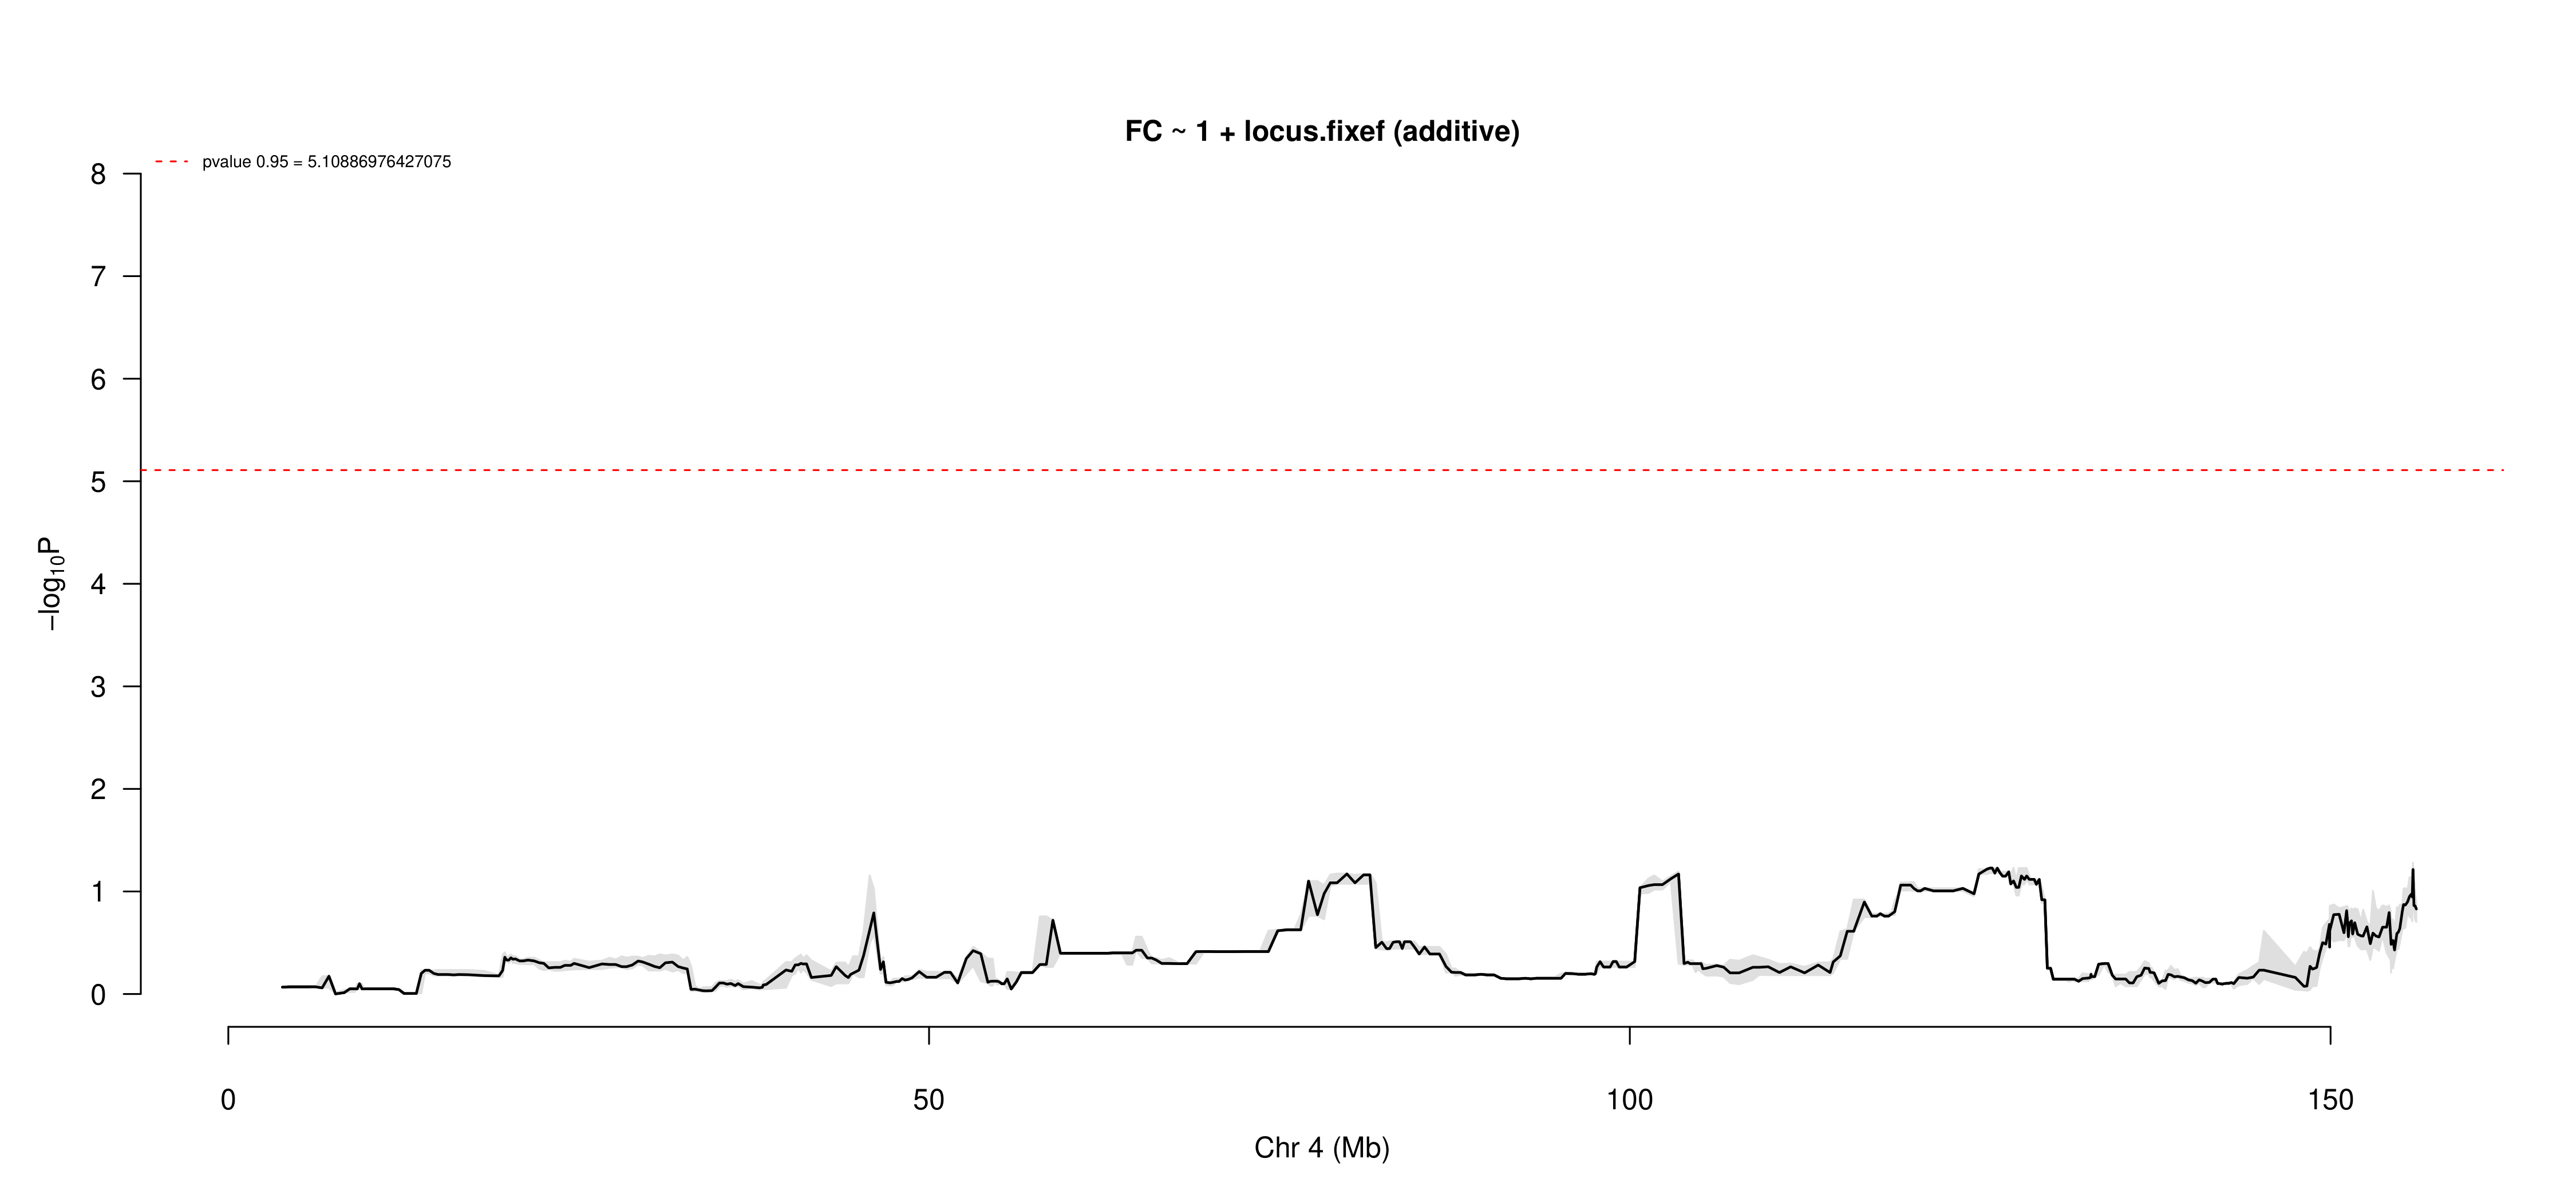 FC ~ 1 + locus.fixef (additive)
pvalue 0.95 = 5.10886976427075
8
7
6
5
4
3
2
1
0
−log10P
0 50 100 150
Chr 4 (Mb)